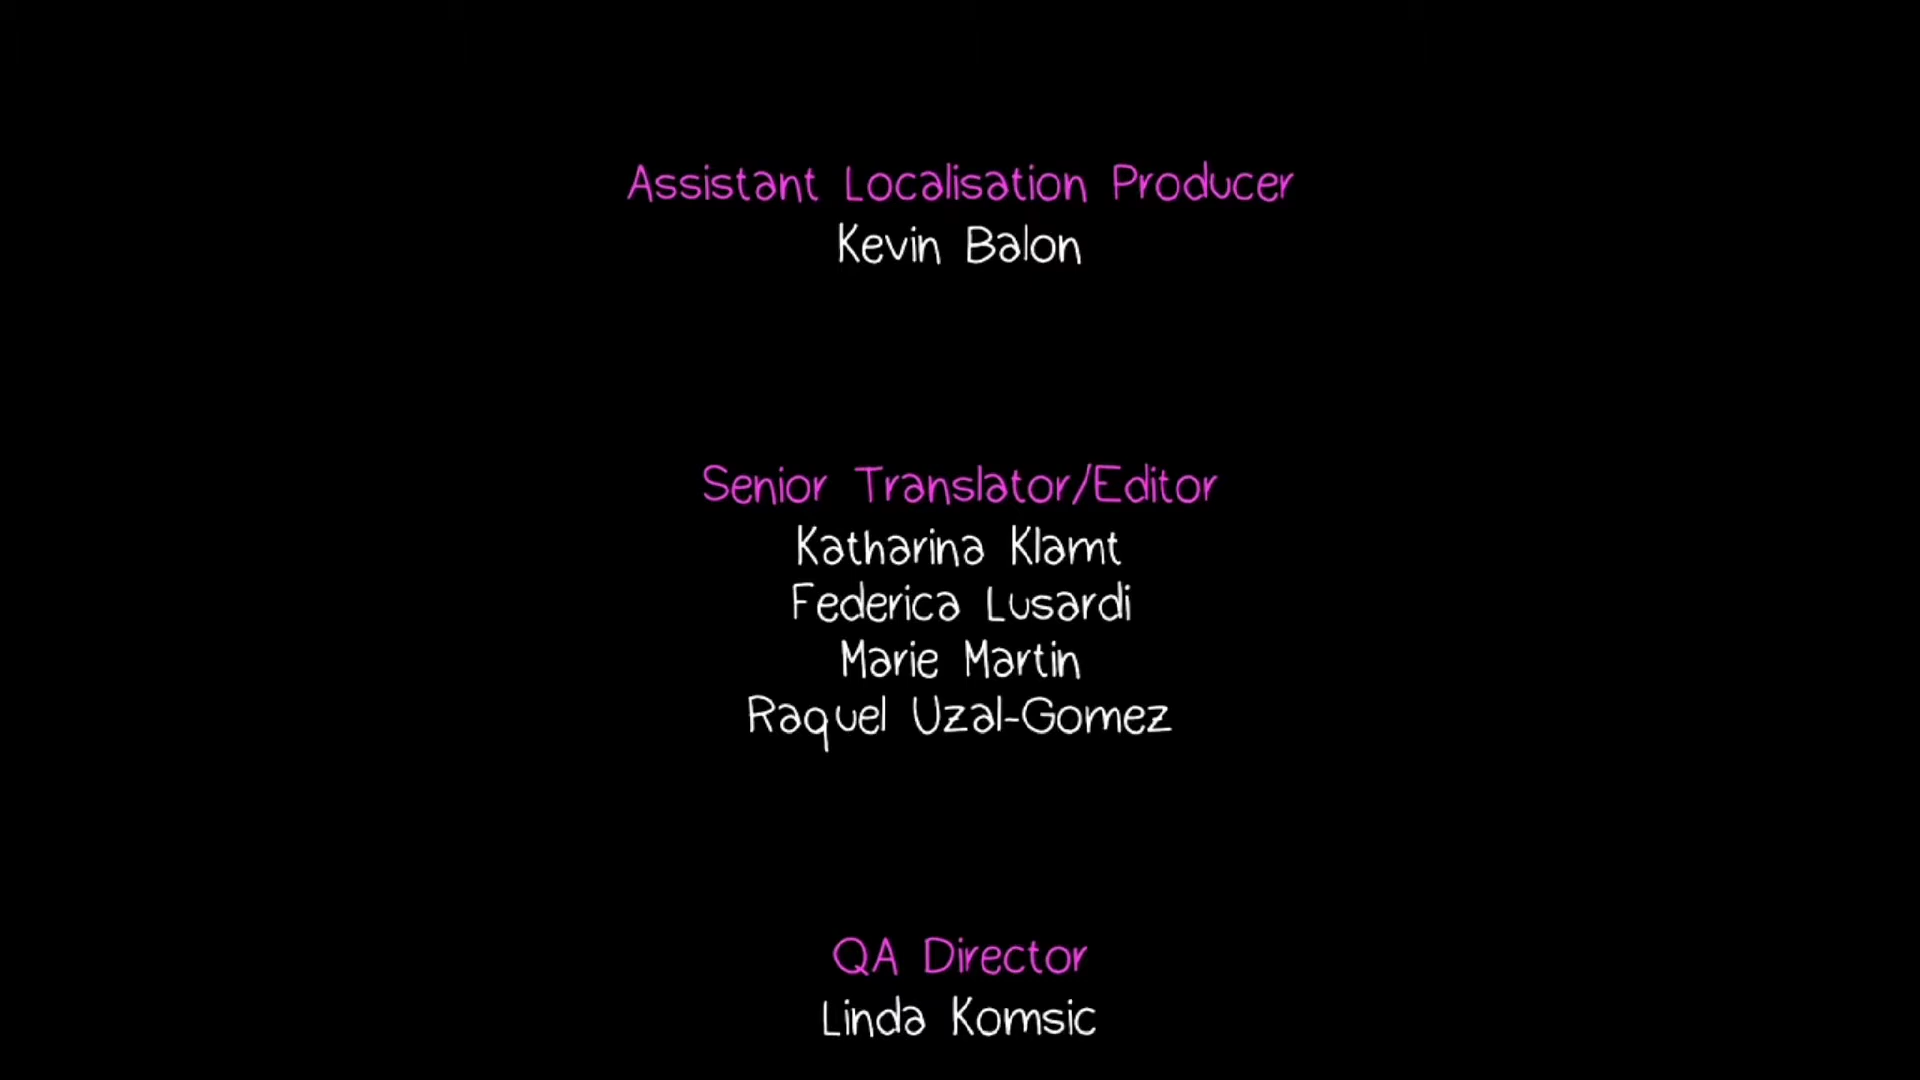 Assistant Localisation Producer
Kevin Balon
Senior Translator/Editor
Katharina Klamt
Federica Lusardi
Marie Martin
Raquel Uzal-Gomez
QA Director
Linda Komsic